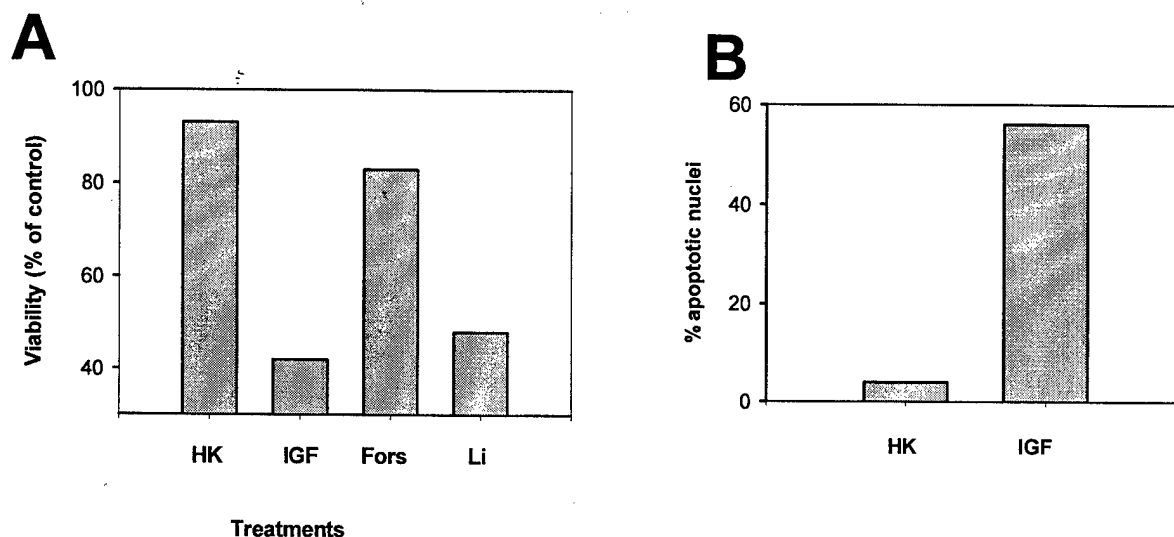 A
Viability (% of control)
100
80
60
40
HK IGF Fors Li
Treatments
B
% apoptotic nuclei
60
40
20
0
HK IGF